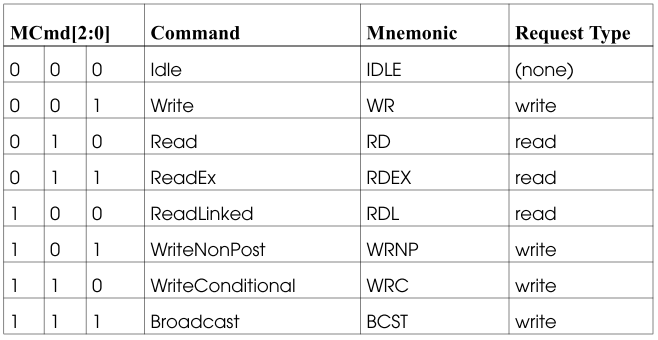 MCmd[2:0] Command Mnemonic Request Type
0 0 0 Idle IDLE (none)
0 0 1 Write WR write
0 1 0 Read RD read
0 1 1 ReadEx RDEX read
1 0 0 ReadLinked RDL read
1 0 1 WriteNonPost WRNP write
1 1 0 WriteConditional WRC write
1 1 1 Broadcast BCST write